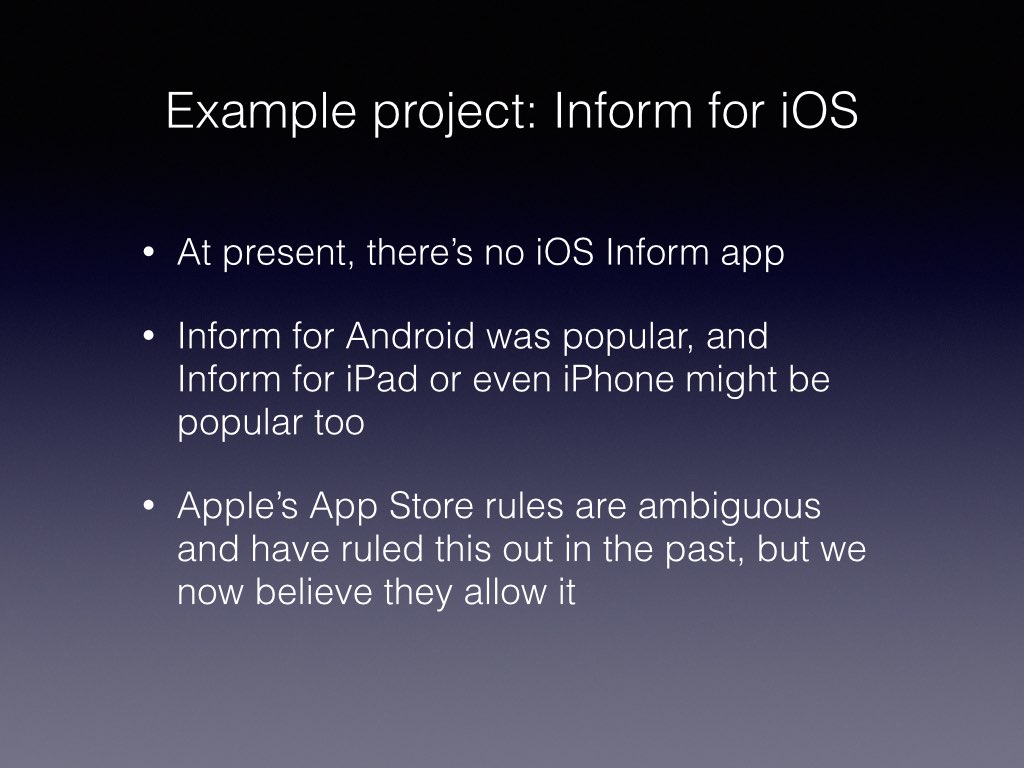 Example project: Inform for iOS
• At present, there’s no iOS Inform app
• Inform for Android was popular, and
Inform for iPad or even iPhone might be
popular too
• Apple’s App Store rules are ambiguous
and have ruled this out in the past, but we
now believe they allow it